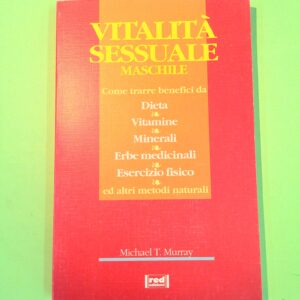 VITALITÀ
SESSUALE
MASCHILE
Come trarre benefici da
Dieta
Vitamine
Minerali
Erbe medicinali
Esercizio fisico
ed altri metodi naturali
Michael T. Murray
red
edizioni